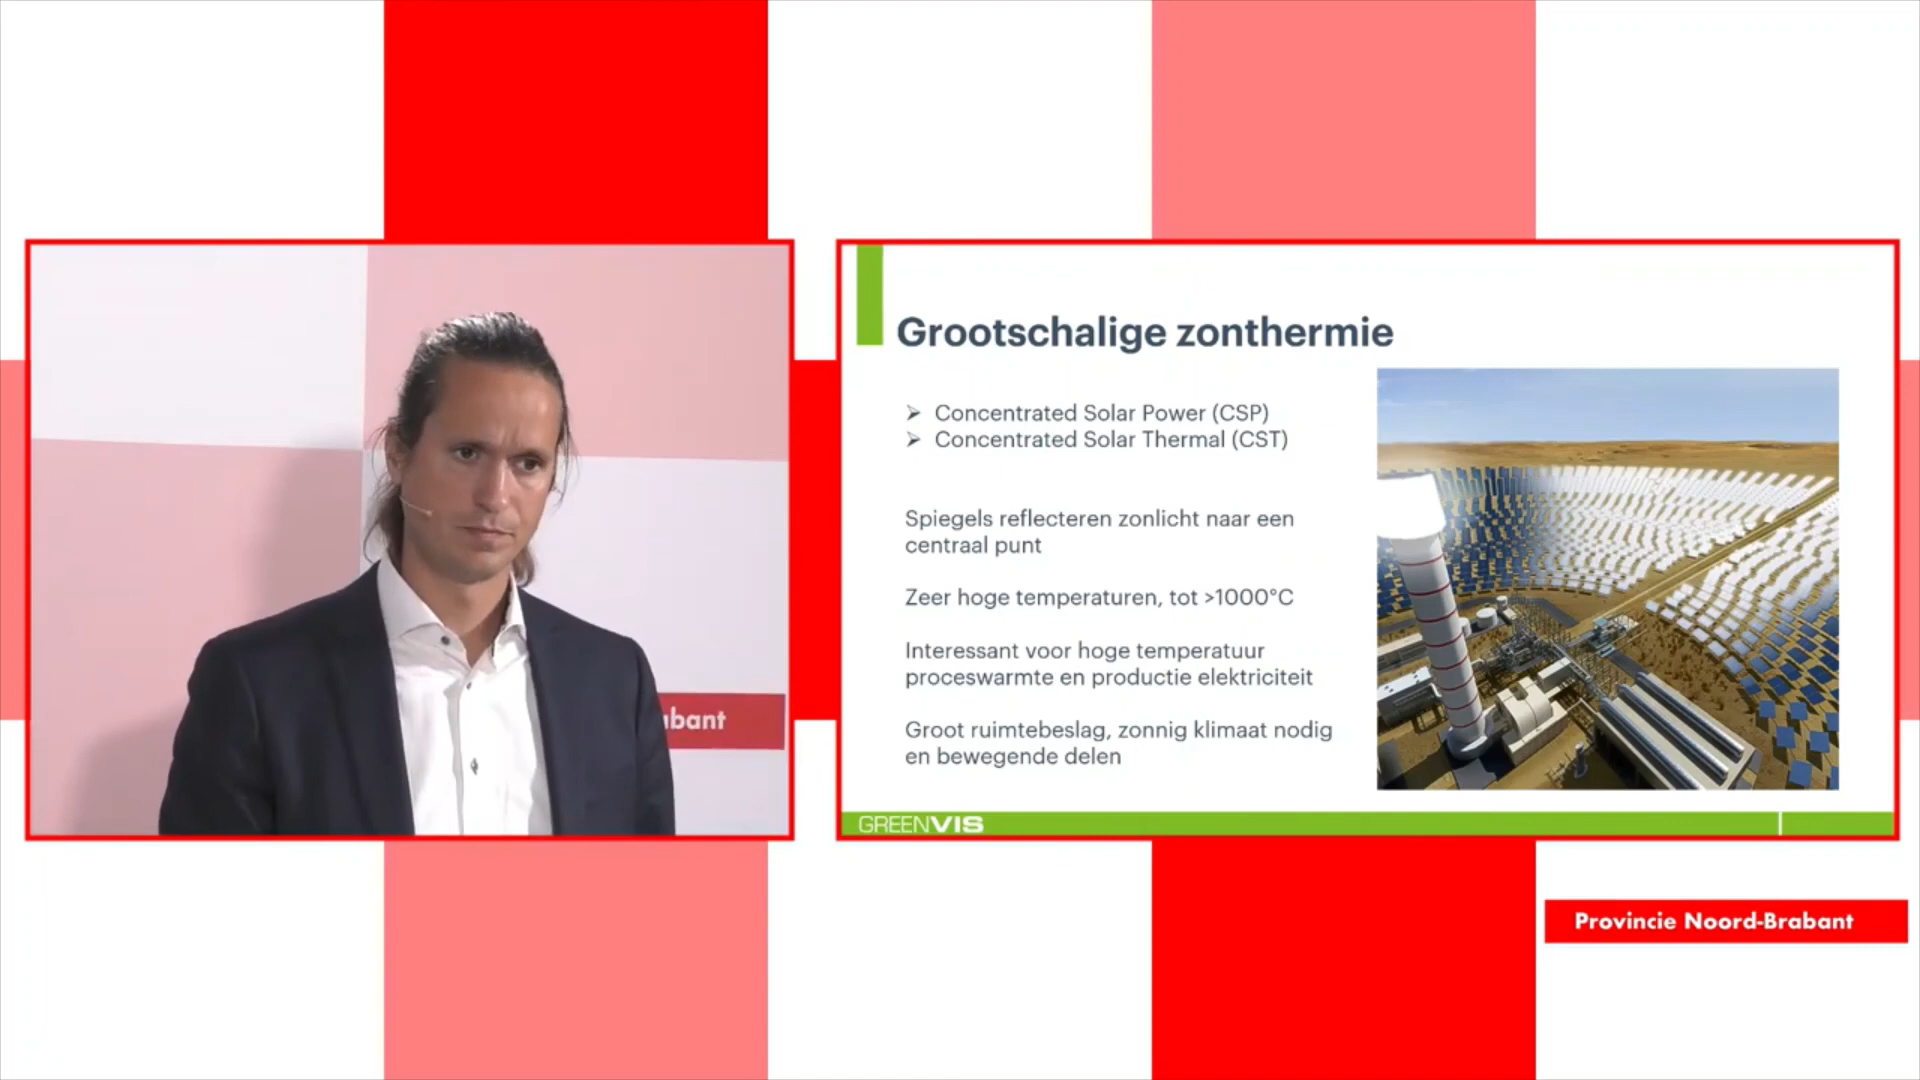 abant
Grootschalige zonthermie
➢ Concentrated Solar Power (CSP)
➢ Concentrated Solar Thermal (CST)
Spiegels reflecteren zonlicht naar een
centraal punt
Zeer hoge temperaturen, tot >1000°C
Interessant voor hoge temperatuur
proceswarmte en productie elektriciteit
Groot ruimtebeslag, zonnig klimaat nodig
en bewegende delen
GREENVIS
Provincie Noord-Brabant